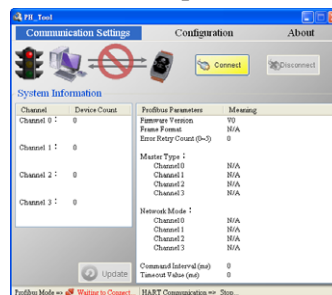 PH_Tool
Communication Settings Configuration About
Connect Disconnect
System Information
Channel Device Count
Channel 0 : 0
Channel 1 : 0
Channel 2 : 0
Channel 3 : 0
Update
Profibus Parameters Meaning
Firmware Version V0
Frame Format N/A
Error Retry Count (0~5) 0
Master Type :
Channel0 N/A
Channel1 N/A
Channel2 N/A
Channel3 N/A
Network Mode :
Channel0 N/A
Channel1 N/A
Channel2 N/A
Channel3 N/A
Command Interval (ms) 0
Timeout Value (ms) 0
Profibus Mode => Waiting to Connect... HART Communication => Stop...